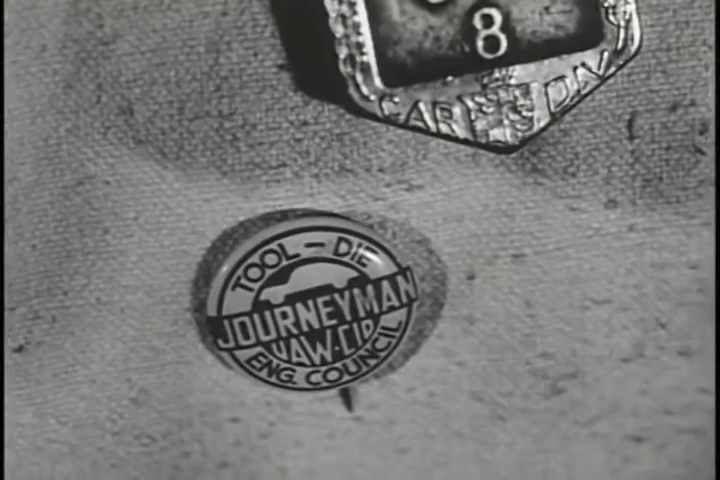 8
CAR DIV
TOOL - DIE
JOURNEYMAN
UAW-CIO
ENG. COUNCIL